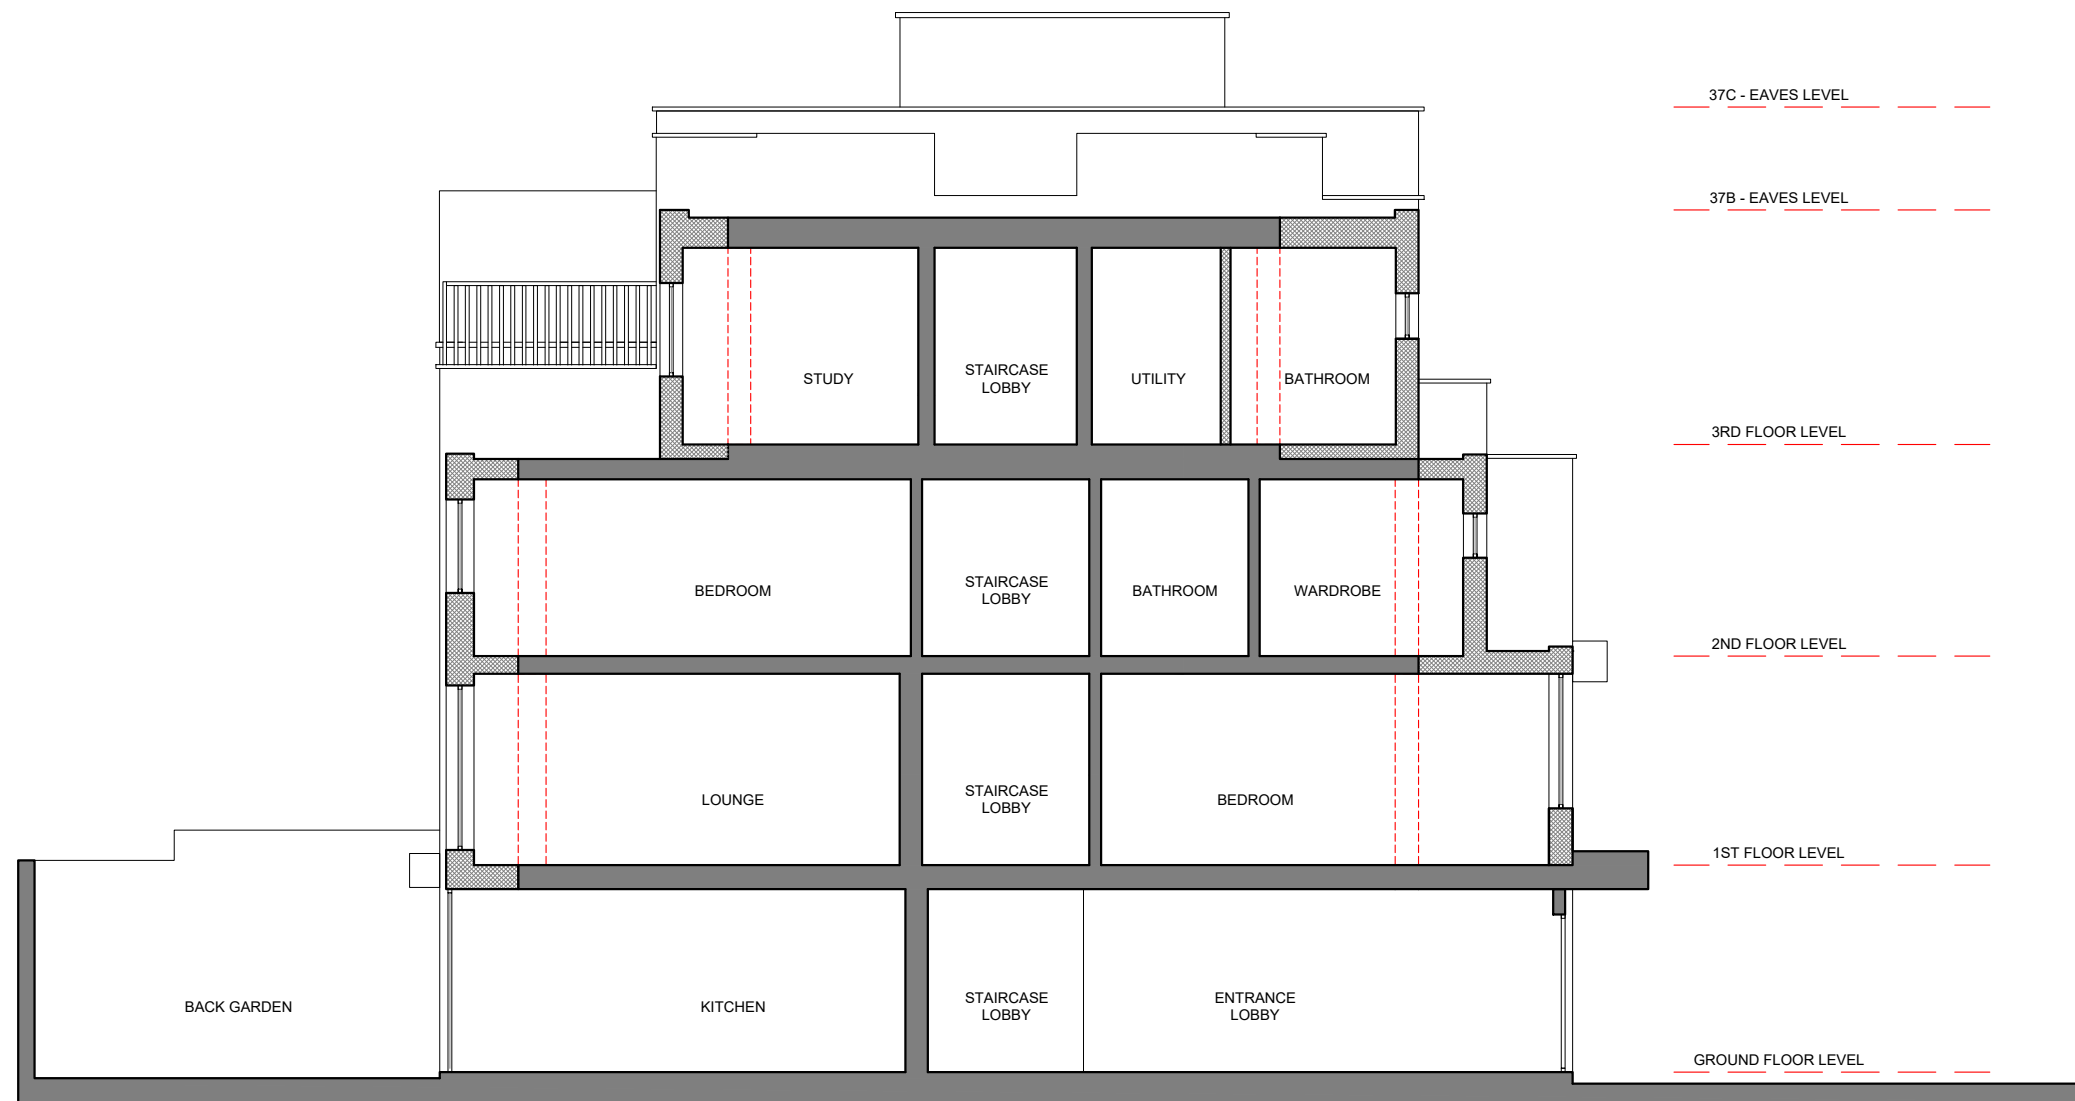 37C - EAVES LEVEL
37B - EAVES LEVEL
STUDY
STAIRCASE
LOBBY
UTILITY
BATHROOM
3RD FLOOR LEVEL
BEDROOM
STAIRCASE
LOBBY
BATHROOM
WARDROBE
2ND FLOOR LEVEL
LOUNGE
STAIRCASE
LOBBY
BEDROOM
1ST FLOOR LEVEL
BACK GARDEN
KITCHEN
STAIRCASE
LOBBY
ENTRANCE
LOBBY
GROUND FLOOR LEVEL